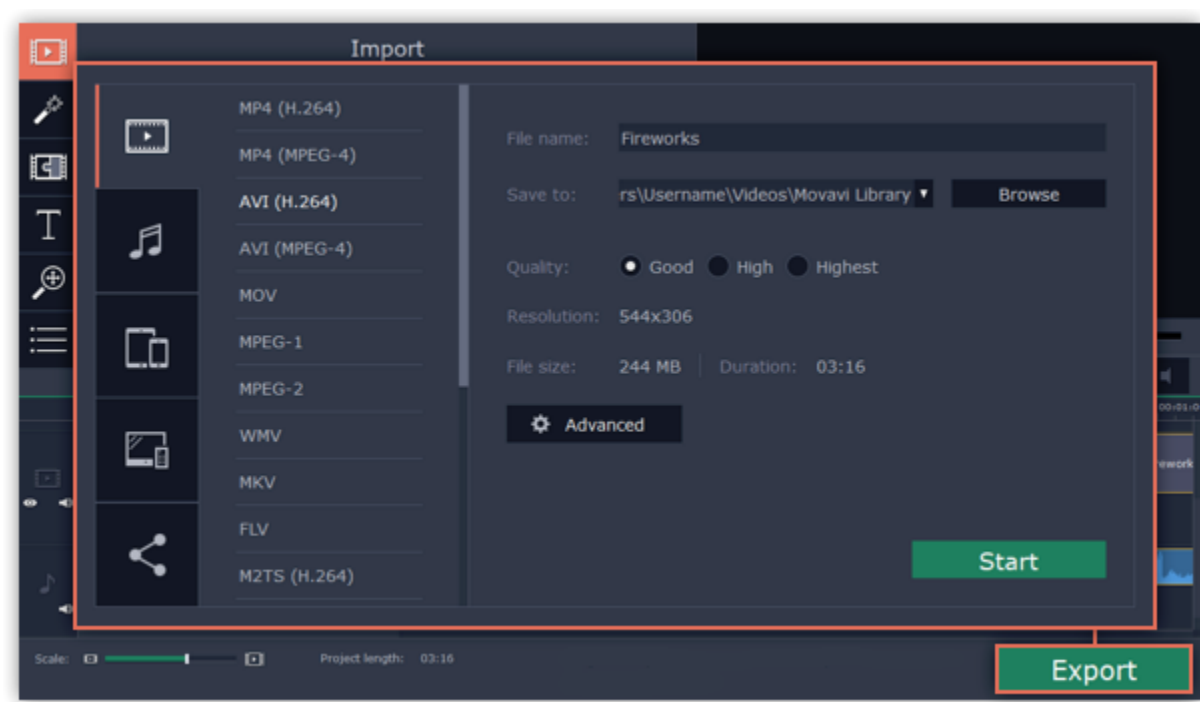 Import
MP4 (H.264)
MP4 (MPEG-4)
AVI (H.264)
AVI (MPEG-4)
MOV
MPEG-1
MPEG-2
WMV
MKV
FLV
M2TS (H.264)
File name: Fireworks
Save to: rs\Username\Videos\Movavi Library Browse
Quality: Good High Highest
Resolution: 544x306
File size: 244 MB Duration: 03:16
Advanced
Start
T
Scale: Project length: 03:16
Export